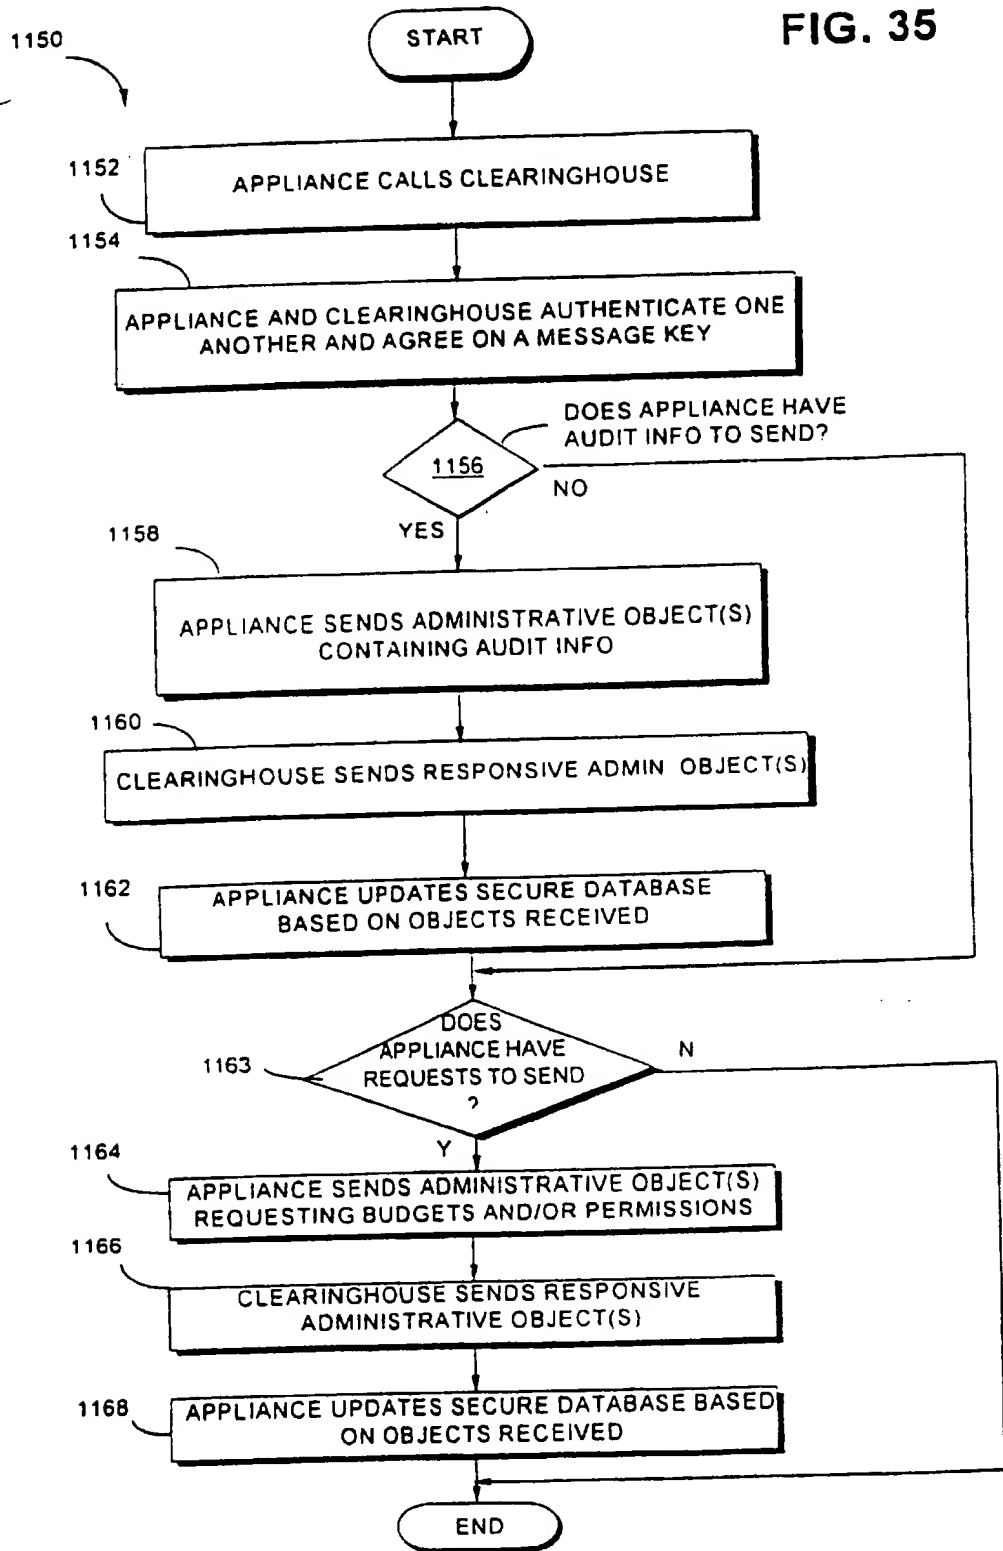 FIG. 35
1150
START
1152
APPLIANCE CALLS CLEARINGHOUSE
1154
APPLIANCE AND CLEARINGHOUSE AUTHENTICATE ONE
ANOTHER AND AGREE ON A MESSAGE KEY
DOES APPLIANCE HAVE
AUDIT INFO TO SEND?
1156
NO
YES
1158
APPLIANCE SENDS ADMINISTRATIVE OBJECT(S)
CONTAINING AUDIT INFO
1160
CLEARINGHOUSE SENDS RESPONSIVE ADMIN OBJECT(S)
1162
APPLIANCE UPDATES SECURE DATABASE
BASED ON OBJECTS RECEIVED
1163
DOES
APPLIANCE HAVE
REQUESTS TO SEND
?
N
Y
1164
APPLIANCE SENDS ADMINISTRATIVE OBJECT(S)
REQUESTING BUDGETS AND/OR PERMISSIONS
1166
CLEARINGHOUSE SENDS RESPONSIVE
ADMINISTRATIVE OBJECT(S)
1168
APPLIANCE UPDATES SECURE DATABASE BASED
ON OBJECTS RECEIVED
END